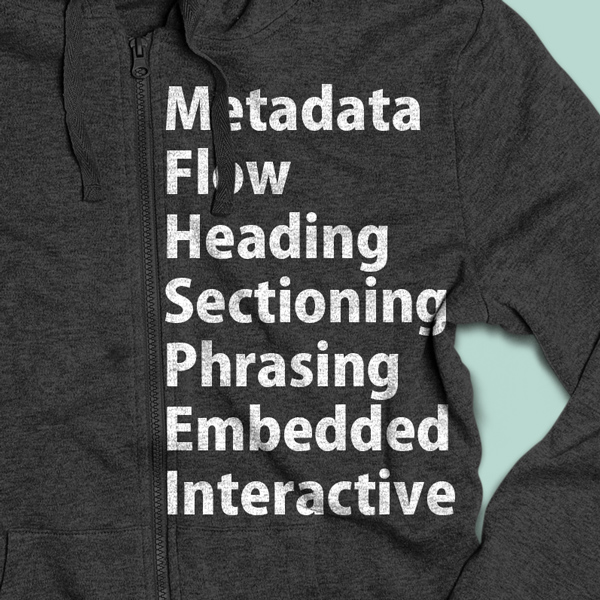 Metadata
Flow
Heading
Sectioning
Phrasing
Embedded
Interactive